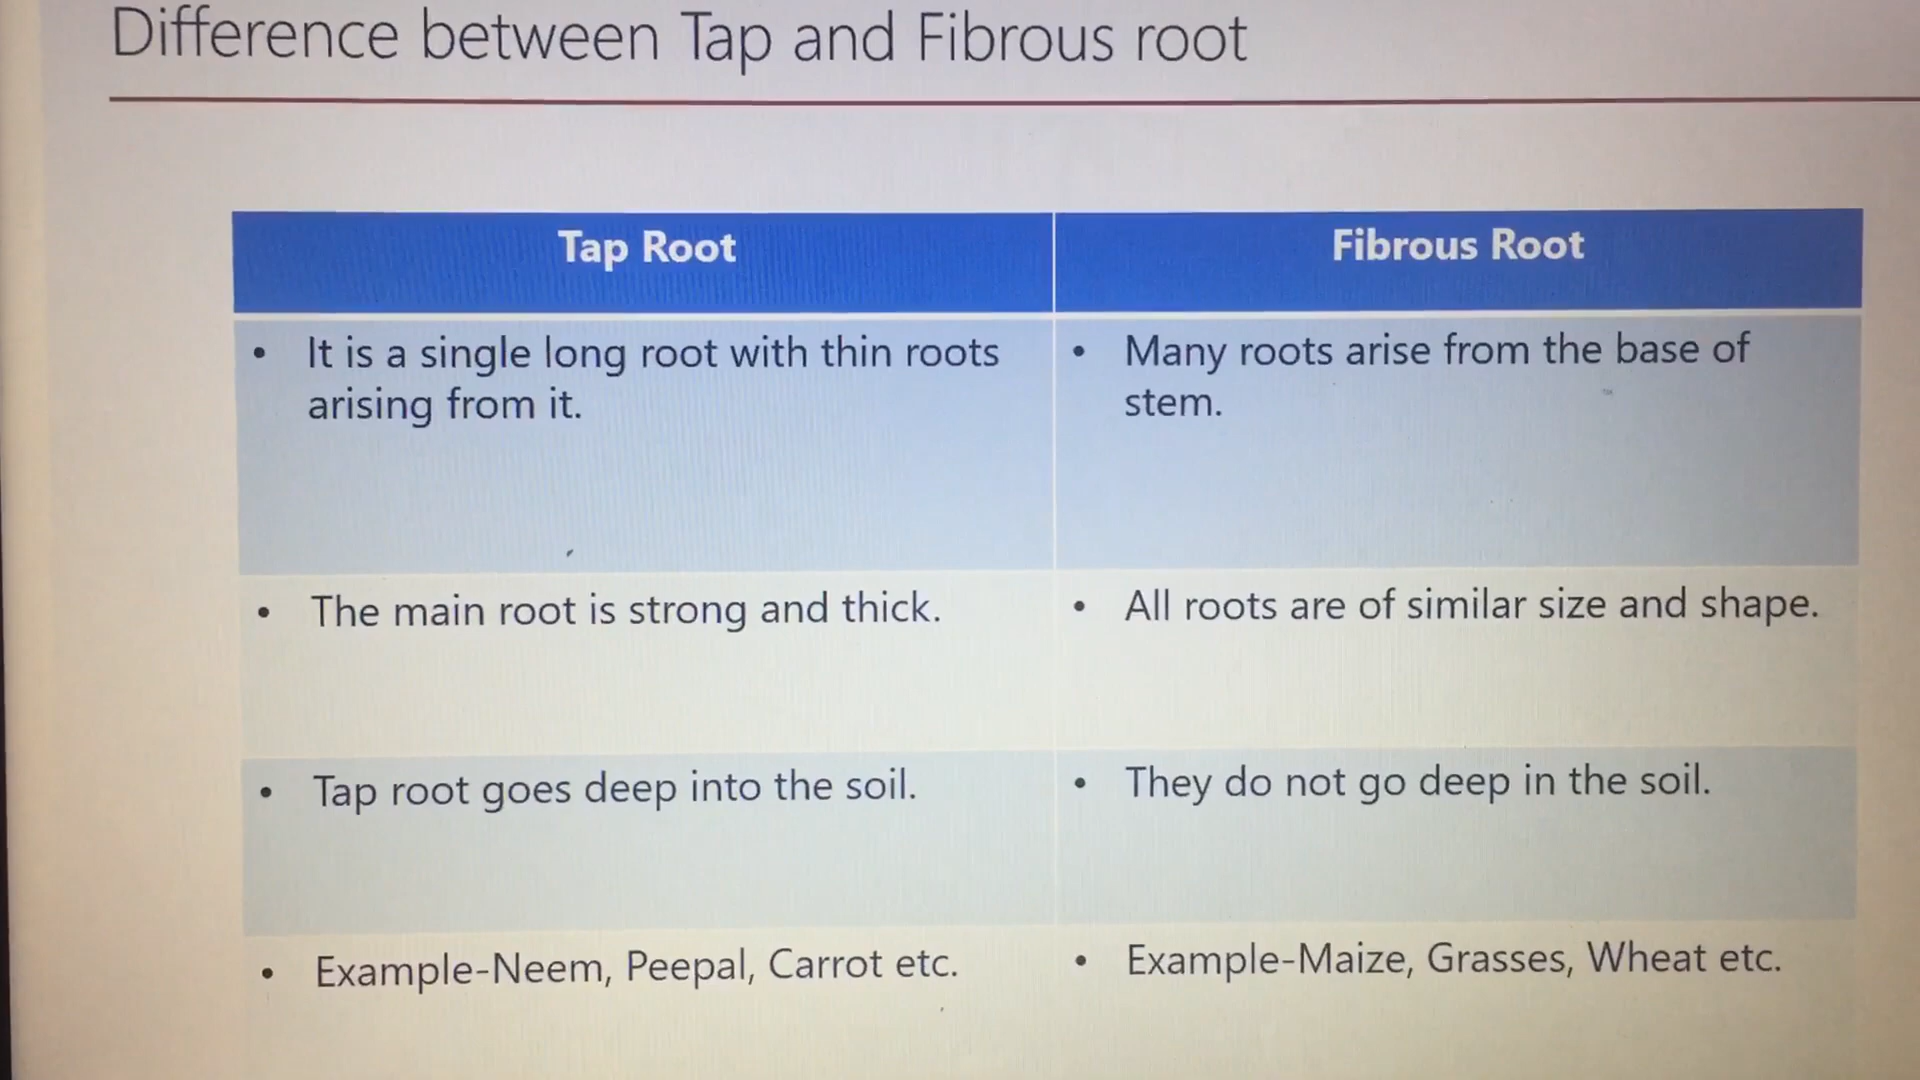 Difference between Tap and Fibrous root
Tap Root
Fibrous Root
• It is a single long root with thin roots
arising from it.
• Many roots arise from the base of
stem.
• The main root is strong and thick.
• All roots are of similar size and shape.
• Tap root goes deep into the soil.
• They do not go deep in the soil.
• Example-Neem, Peepal, Carrot etc.
• Example-Maize, Grasses, Wheat etc.